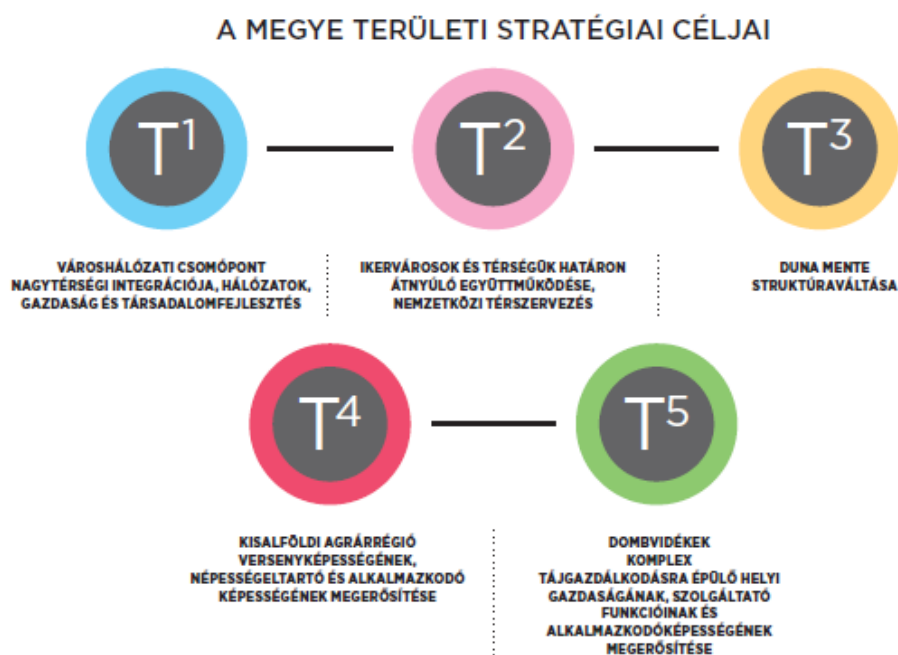 A MEGYE TERÜLETI STRATÉGIAI CÉLJAI
T¹
T²
T³
VÁROSHÁLÓZATI CSOMÓPONT
NAGYTÉRSÉGI INTEGRÁCIÓJA, HÁLÓZATOK,
GAZDASÁG ÉS TÁRSADALOMFEJLESZTÉS
IKERVÁROSOK ÉS TÉRSÉGÜK HATÁRON
ÁTNYÚLÓ EGYÜTTMŰKÖDÉSE,
NEMZETKÖZI TÉRSZERVEZÉS
DUNA MENTE
STRUKTÚRAVÁLTÁSA
T⁴
T⁵
KISALFÖLDI AGRÁRRÉGIÓ
VERSENYKÉPESSÉGÉNEK,
NÉPESSÉGELTARTÓ ÉS ALKALMAZKODÓ
KÉPESSÉGÉNEK MEGERŐSÍTÉSE
DOMBVIDÉKEK
KOMPLEX
TÁJGAZDÁLKODÁSRA ÉPÜLŐ HELYI
GAZDASÁGÁNAK, SZOLGÁLTATÓ
FUNKCIÓINAK ÉS
ALKALMAZKODÓKÉPESSÉGÉNEK
MEGERŐSÍTÉSE